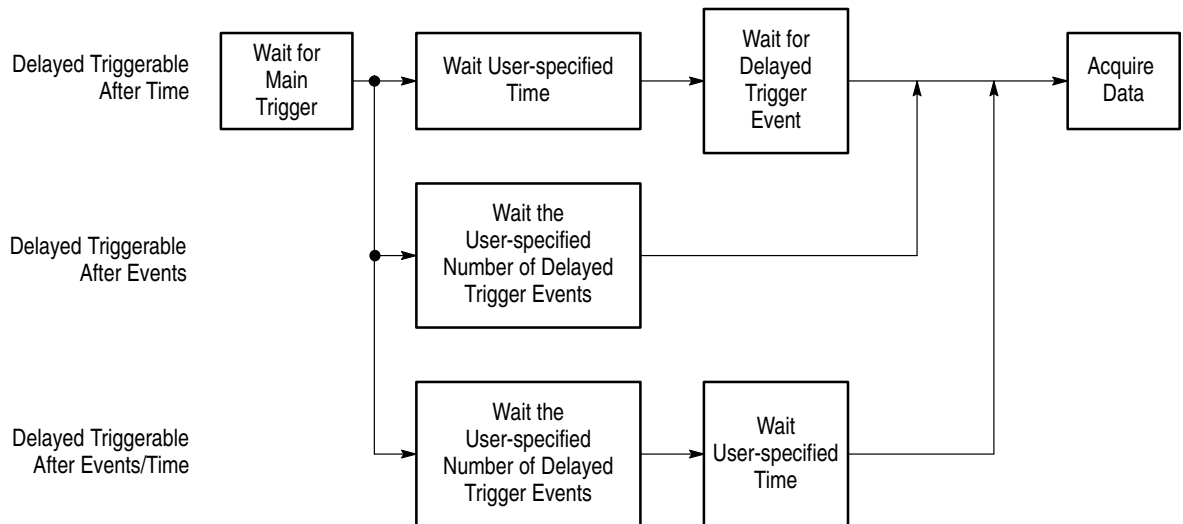 Delayed Triggerable
After Time
Wait for
Main
Trigger
Wait User-specified
Time
Wait for
Delayed
Trigger
Event
Acquire
Data
Delayed Triggerable
After Events
Wait the
User-specified
Number of Delayed
Trigger Events
Delayed Triggerable
After Events/Time
Wait the
User-specified
Number of Delayed
Trigger Events
Wait
User-specified
Time